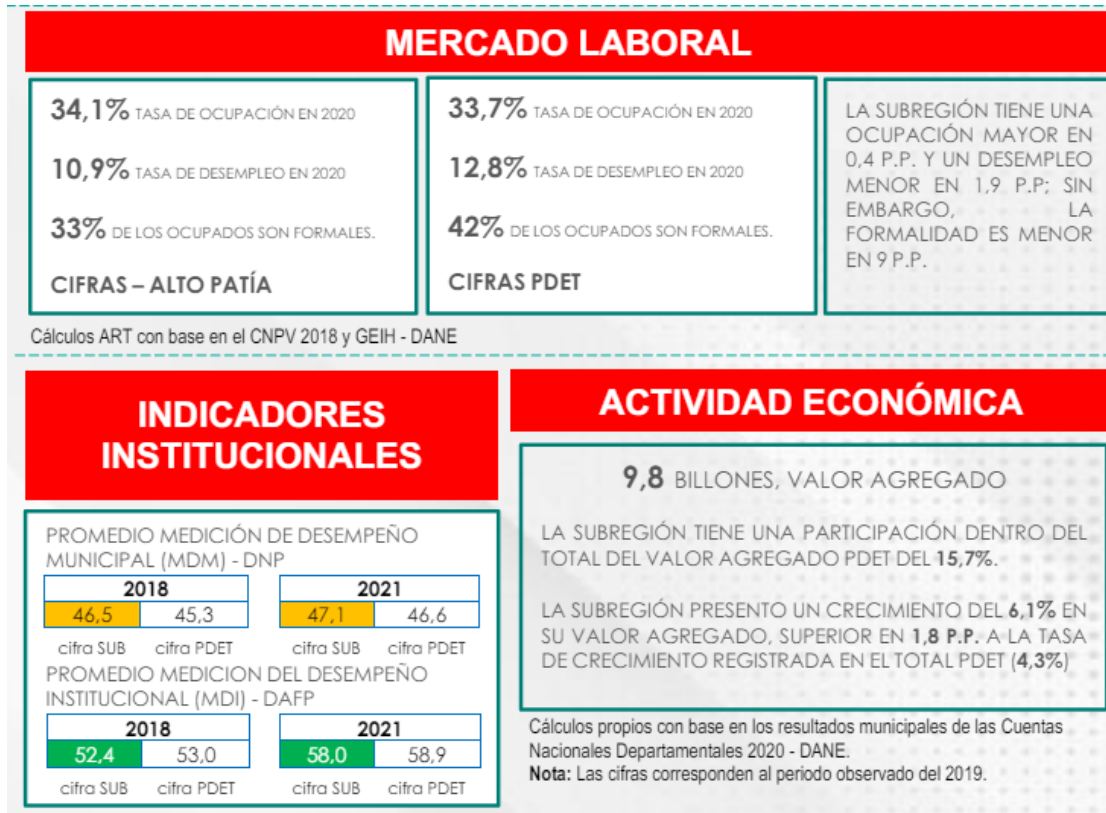 MERCADO LABORAL
34,1% TASA DE OCUPACIÓN EN 2020
10,9% TASA DE DESEMPLEO EN 2020
33% DE LOS OCUPADOS SON FORMALES.
CIFRAS – ALTO PATÍA
33,7% TASA DE OCUPACIÓN EN 2020
12,8% TASA DE DESEMPLEO EN 2020
42% DE LOS OCUPADOS SON FORMALES.
CIFRAS PDET
LA SUBREGIÓN TIENE UNA
OCUPACIÓN MAYOR EN
0,4 P.P. Y UN DESEMPLEO
MENOR EN 1,9 P.P; SIN
EMBARGO, LA
FORMALIDAD ES MENOR
EN 9 P.P.
Cálculos ART con base en el CNPV 2018 y GEIH - DANE
INDICADORES
INSTITUCIONALES
PROMEDIO MEDICIÓN DE DESEMPEÑO
MUNICIPAL (MDM) - DNP
2018 2021
46,5 45,3 47,1 46,6
cifra SUB cifra PDET cifra SUB cifra PDET
PROMEDIO MEDICION DEL DESEMPEÑO
INSTITUCIONAL (MDI) - DAFP
2018 2021
52,4 53,0 58,0 58,9
cifra SUB cifra PDET cifra SUB cifra PDET
ACTIVIDAD ECONÓMICA
9,8 BILLONES, VALOR AGREGADO
LA SUBREGIÓN TIENE UNA PARTICIPACIÓN DENTRO DEL
TOTAL DEL VALOR AGREGADO PDET DEL 15,7%.
LA SUBREGIÓN PRESENTO UN CRECIMIENTO DEL 6,1% EN
SU VALOR AGREGADO, SUPERIOR EN 1,8 P.P. A LA TASA
DE CRECIMIENTO REGISTRADA EN EL TOTAL PDET (4,3%)
Cálculos propios con base en los resultados municipales de las Cuentas
Nacionales Departamentales 2020 - DANE.
Nota: Las cifras corresponden al periodo observado del 2019.